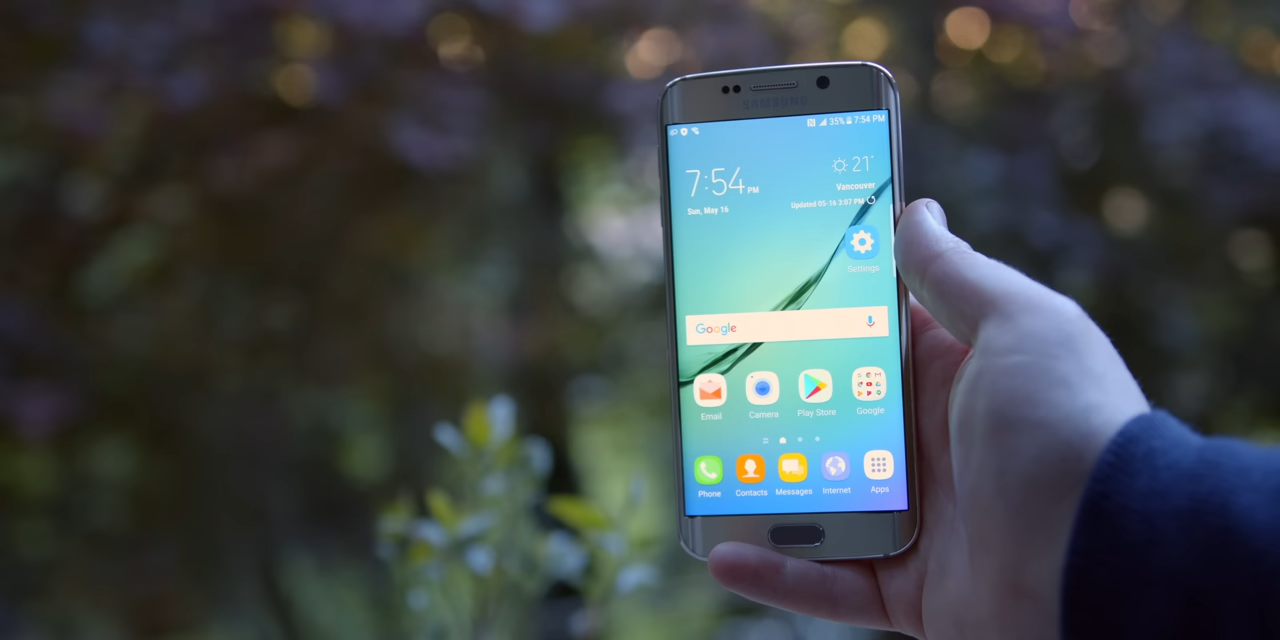 SAMSUNG
35% 7:54 PM
7:54 PM
21°
Sun, May 16
Vancouver
Updated 05-16 3:07 PM
Settings
Google
Email Camera Play Store Google
Phone Contacts Messages Internet Apps